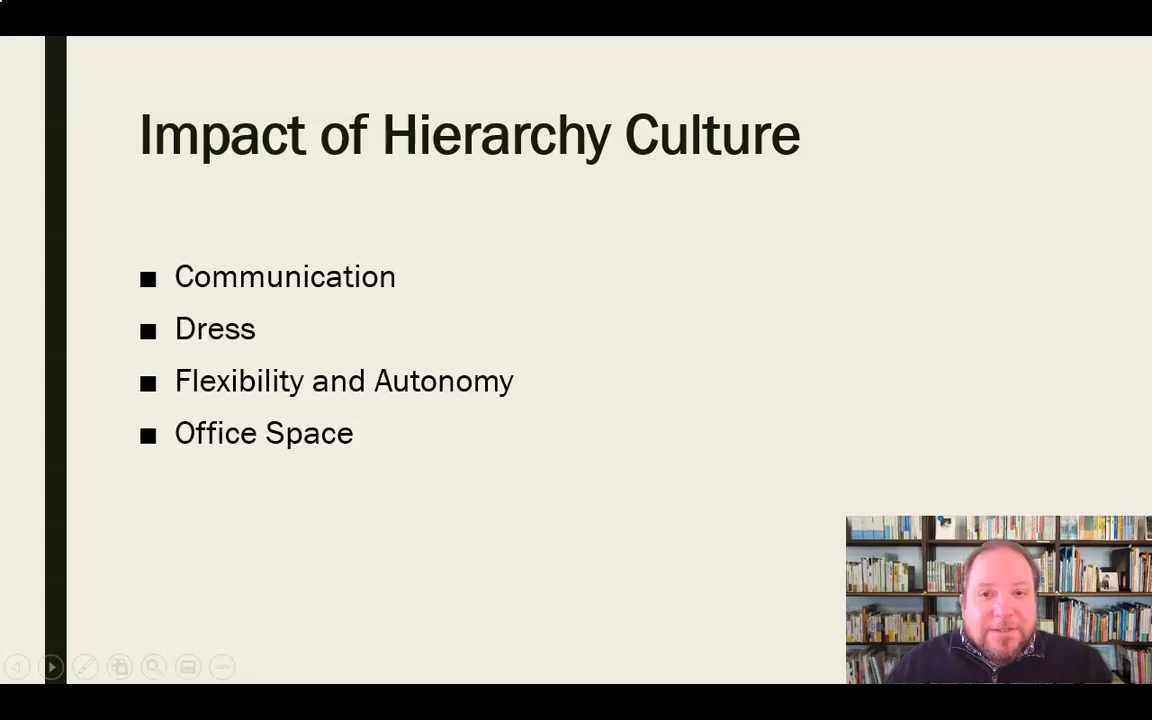 Impact of Hierarchy Culture
■ Communication
■ Dress
■ Flexibility and Autonomy
■ Office Space